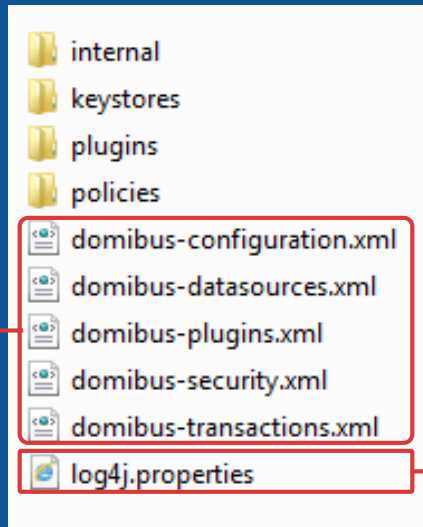 internal
keystores
plugins
policies
domibus-configuration.xml
domibus-datasources.xml
domibus-plugins.xml
domibus-security.xml
domibus-transactions.xml
log4j.properties